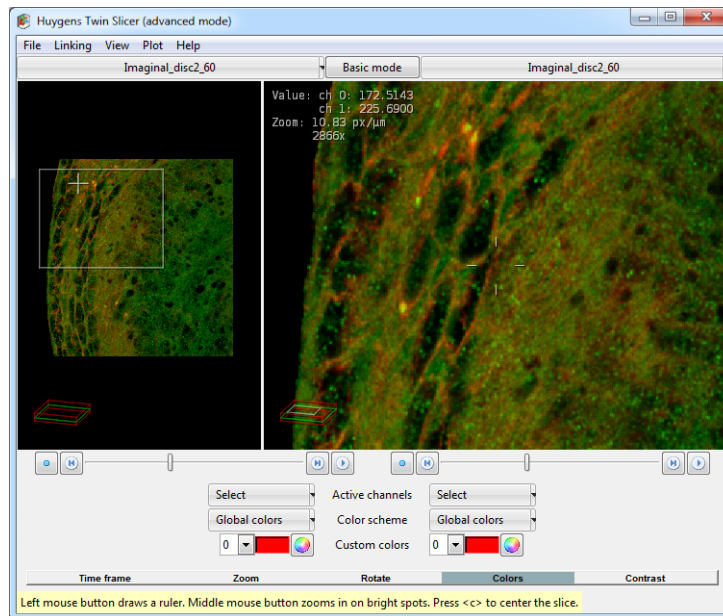 Huygens Twin Slicer (advanced mode)
File Linking View Plot Help
Imaginal_disc2_60 Basic mode Imaginal_disc2_60
Value: ch 0: 172.5143
ch 1: 225.6900
Zoom: 10.83 px/µm
2866x
Select Active channels Select
Global colors Color scheme Global colors
0 Custom colors 0
Time frame Zoom Rotate Colors Contrast
Left mouse button draws a ruler. Middle mouse button zooms in on bright spots. Press <c> to center the slice.